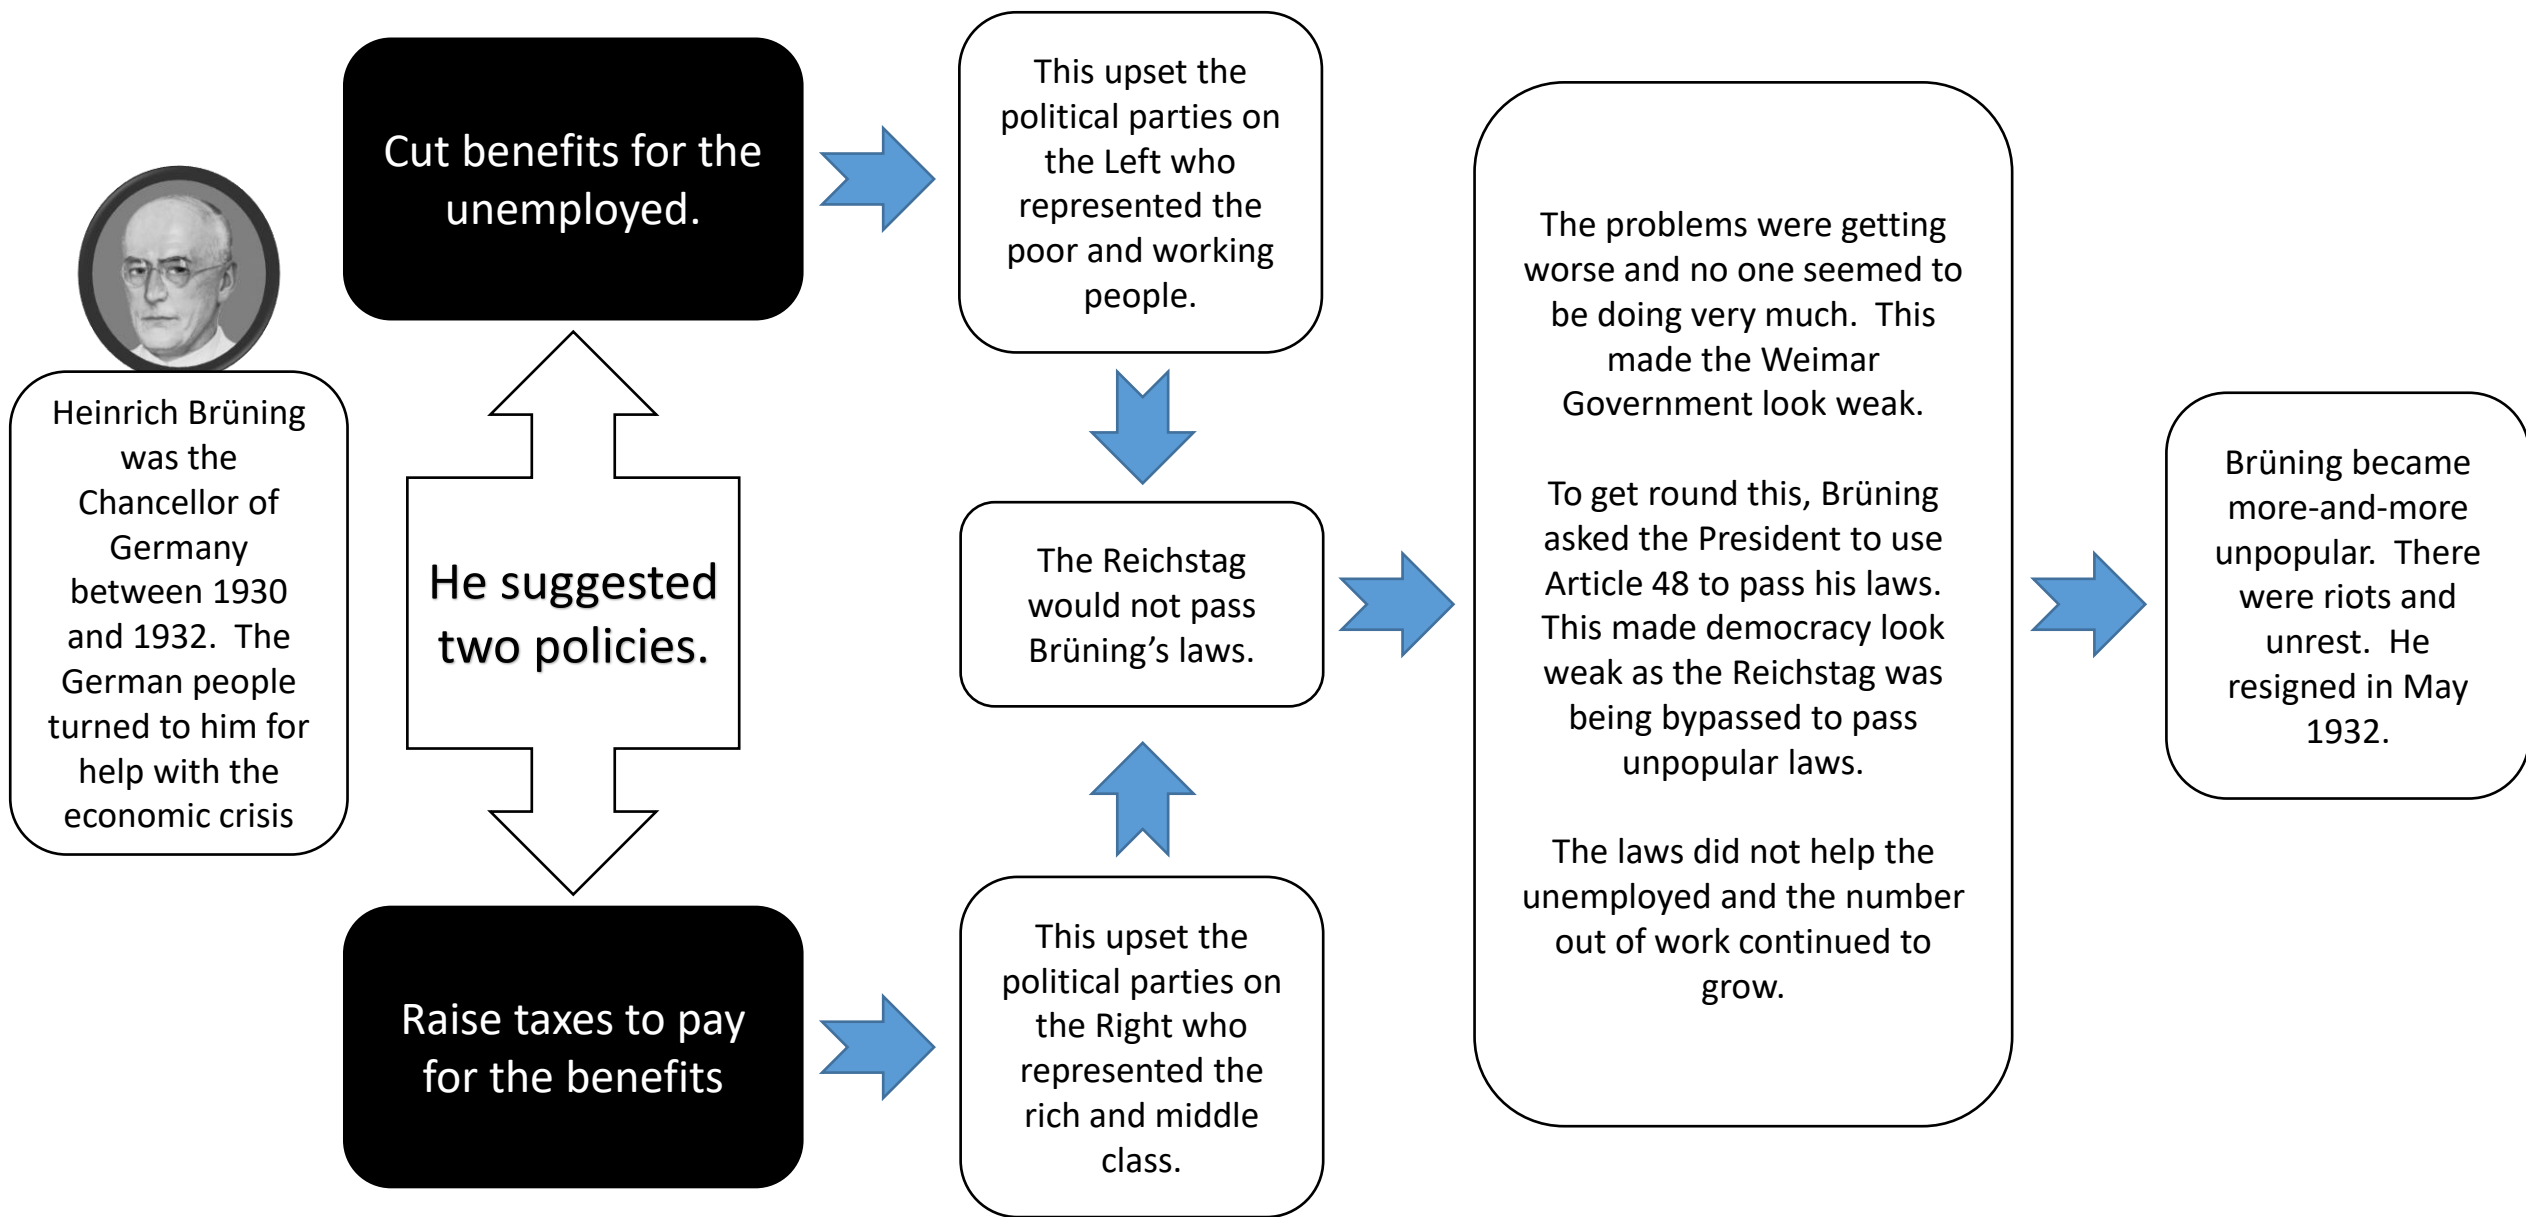 Heinrich Brüning
was the
Chancellor of
Germany
between 1930
and 1932.  The
German people
turned to him for
help with the
economic crisis
He suggested
two policies.
Cut benefits for the
unemployed.
This upset the
political parties on
the Left who
represented the
poor and working
people.
Raise taxes to pay
for the benefits
This upset the
political parties on
the Right who
represented the
rich and middle
class.
The Reichstag
would not pass
Brüning’s laws.
The problems were getting
worse and no one seemed to
be doing very much.  This
made the Weimar
Government look weak.
To get round this, Brüning
asked the President to use
Article 48 to pass his laws.
This made democracy look
weak as the Reichstag was
being bypassed to pass
unpopular laws.
The laws did not help the
unemployed and the number
out of work continued to
grow.
Brüning became
more-and-more
unpopular.  There
were riots and
unrest.  He
resigned in May
1932.